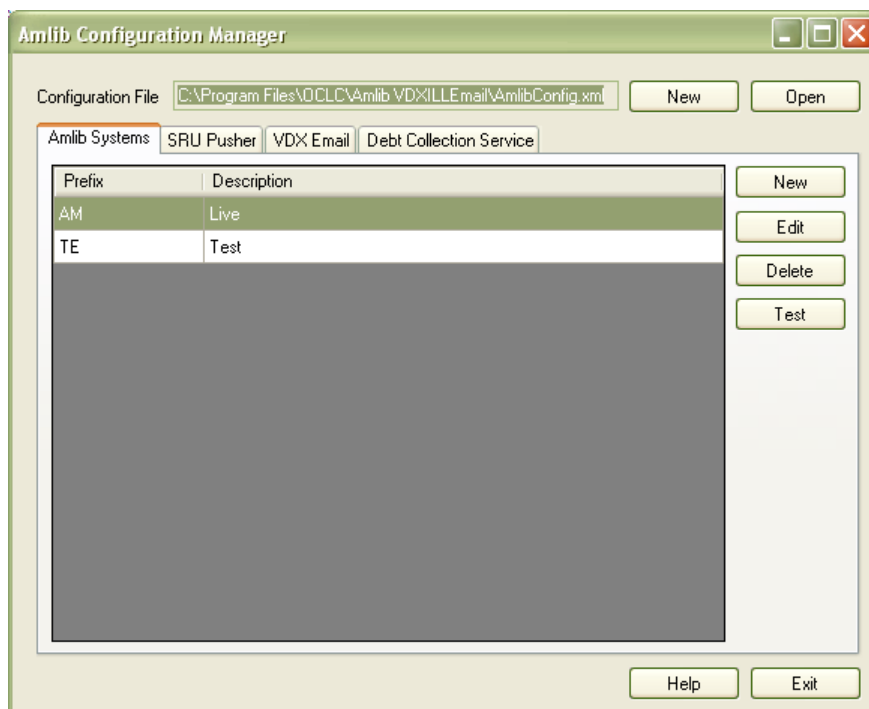 Amlib Configuration Manager
Configuration File C:\Program Files\OCLC\Amlib VDXILLEmail\AmlibConfig.xml New Open
Amlib Systems SRU Pusher VDX Email Debt Collection Service
Prefix Description New
AM Live
Edit
TE Test
Delete
Test
Help Exit